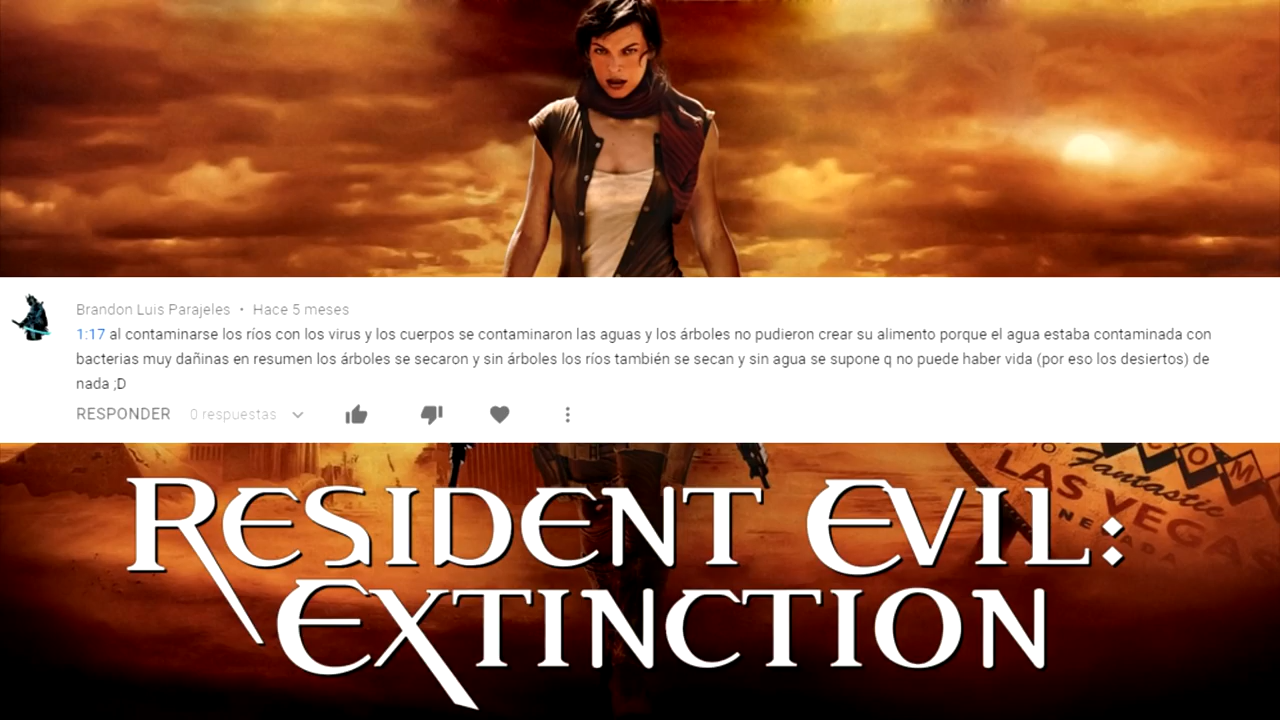 Brandon Luis Parajeles • Hace 5 meses
1:17 al contaminarse los ríos con los virus y los cuerpos se contaminaron las aguas y los árboles no pudieron crear su alimento porque el agua estaba contaminada con
bacterias muy dañinas en resumen los árboles se secaron y sin árboles los ríos también se secan y sin agua se supone q no puede haber vida (por eso los desiertos) de
nada ;D
RESPONDER 0 respuestas
Fantastic
LAS VEGAS
NEVADA
RESIDENT EVIL:
EXTINCTION